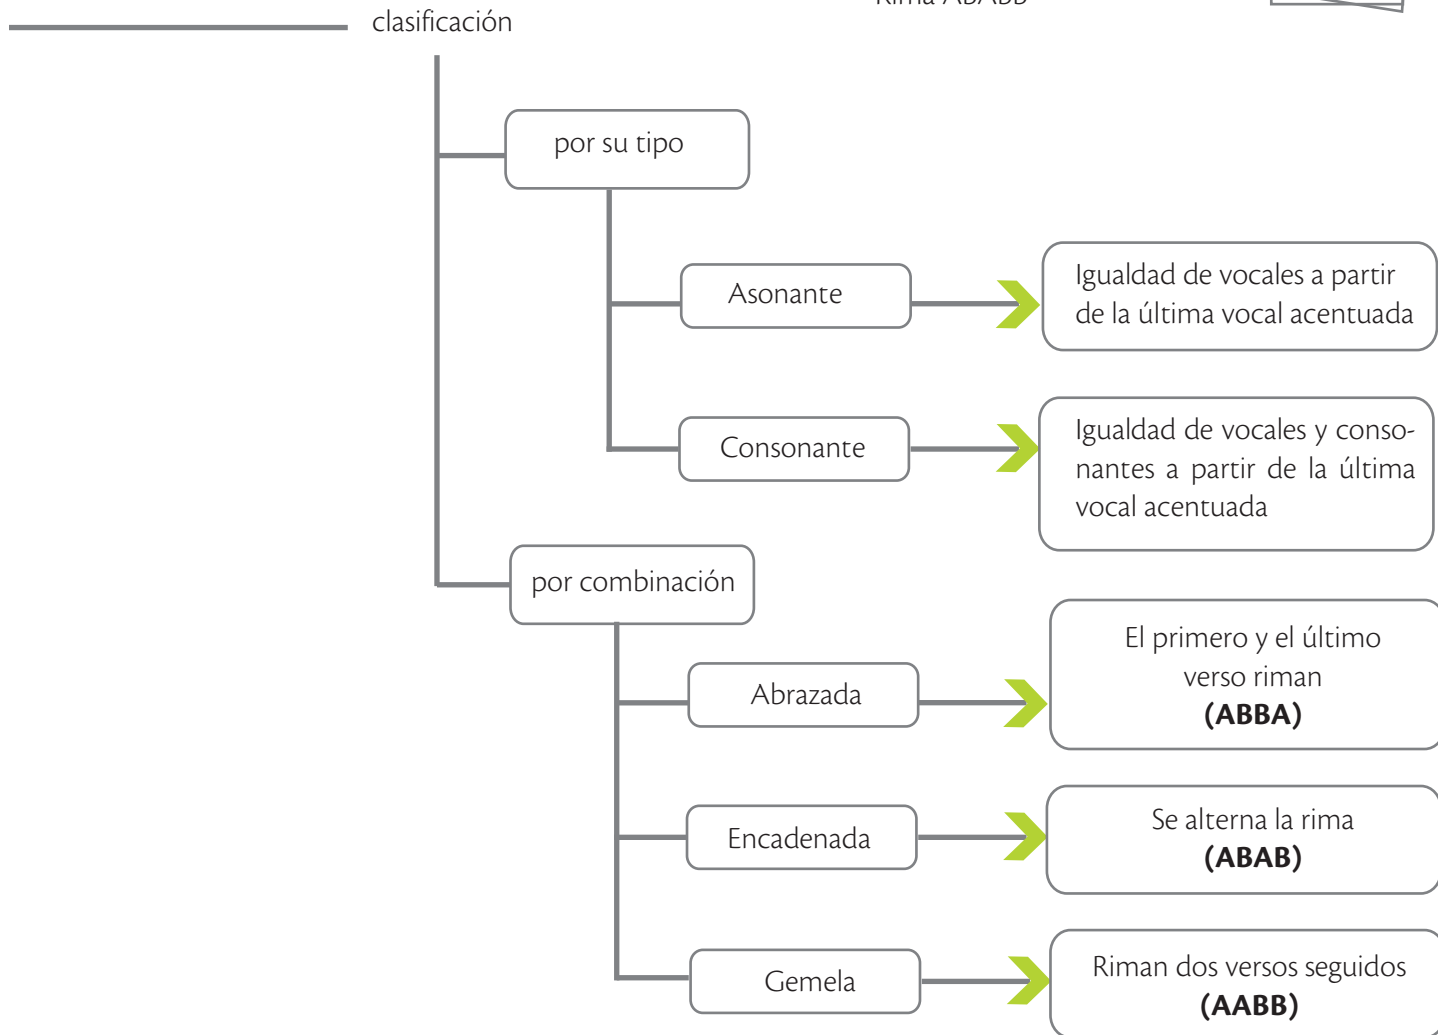 Rima ABABB
clasificación
por su tipo
Asonante
Igualdad de vocales a partir
de la última vocal acentuada
Consonante
Igualdad de vocales y conso-
nantes a partir de la última
vocal acentuada
por combinación
Abrazada
El primero y el último
verso riman
(ABBA)
Encadenada
Se alterna la rima
(ABAB)
Gemela
Riman dos versos seguidos
(AABB)